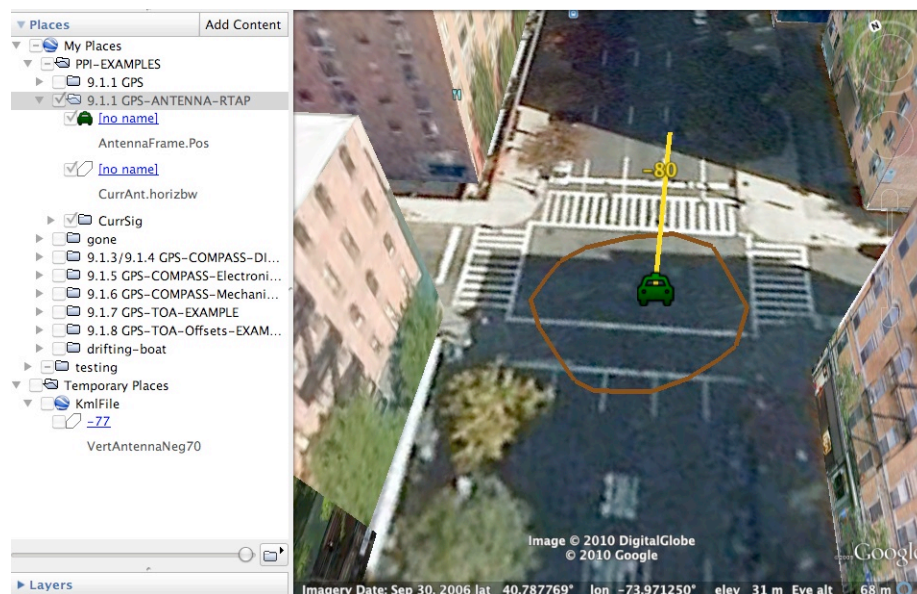 Places
Add Content
My Places
PPI-EXAMPLES
9.1.1 GPS
9.1.1 GPS-ANTENNA-RTAP
[no name]
AntennaFrame.Pos
[no name]
CurrAnt.horizbw
CurrSig
gone
9.1.3/9.1.4 GPS-COMPASS-DI...
9.1.5 GPS-COMPASS-Electroni...
9.1.6 GPS-COMPASS-Mechani...
9.1.7 GPS-TOA-EXAMPLE
9.1.8 GPS-TOA-Offsets-EXAM...
drifting-boat
testing
Temporary Places
KmlFile
-77
VertAntennaNeg70
Layers
N
-80
Image © 2010 DigitalGlobe
© 2010 Google
Google
Imagery Date: Sep 30, 2006 lat 40.787769° lon -73.971250° elev 31 m Eye alt 68 m